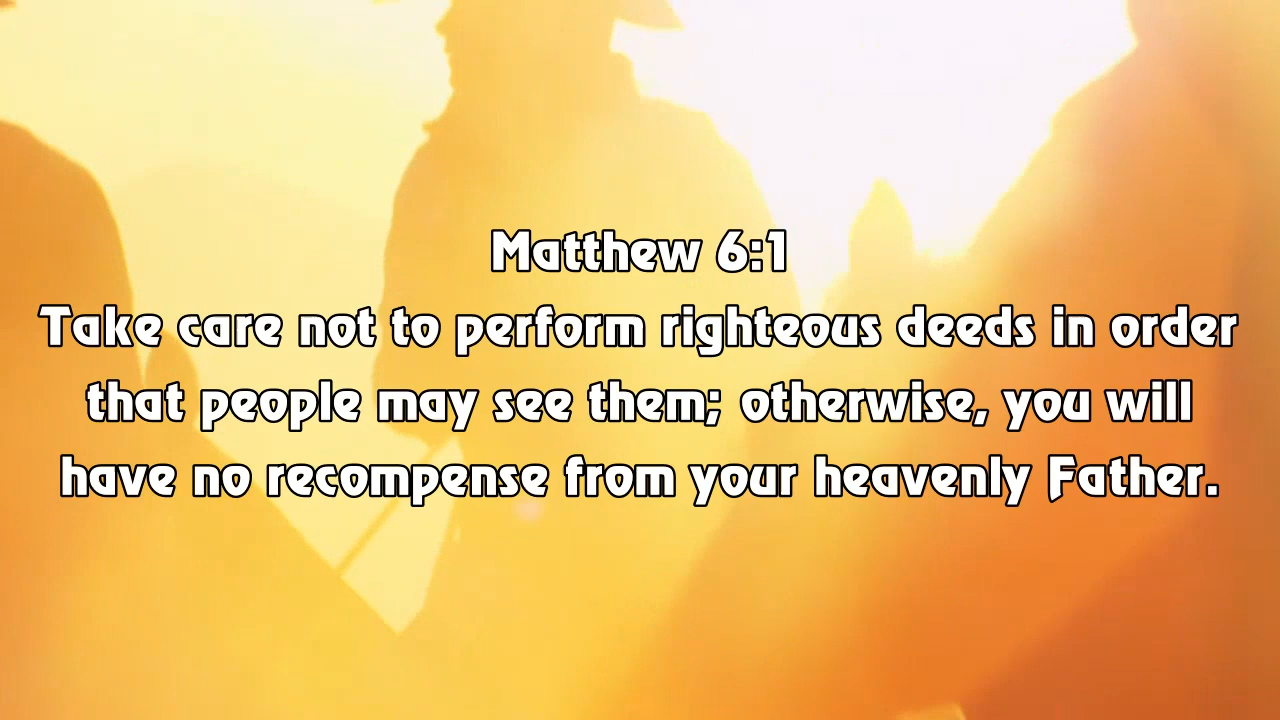 Matthew 6:1
Take care not to perform righteous deeds in order
that people may see them; otherwise, you will
have no recompense from your heavenly Father.